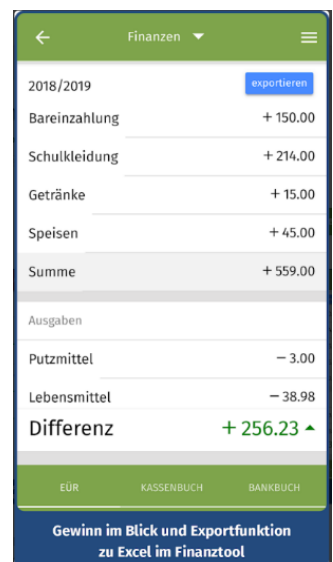 Finanzen
2018/2019 exportieren
Bareinzahlung + 150.00
Schulkleidung + 214.00
Getränke + 15.00
Speisen + 45.00
Summe + 559.00
Ausgaben
Putzmittel − 3.00
Lebensmittel − 38.98
Differenz + 256.23
EÜR KASSENBUCH BANKBUCH
Gewinn im Blick und Exportfunktion
zu Excel im Finanztool